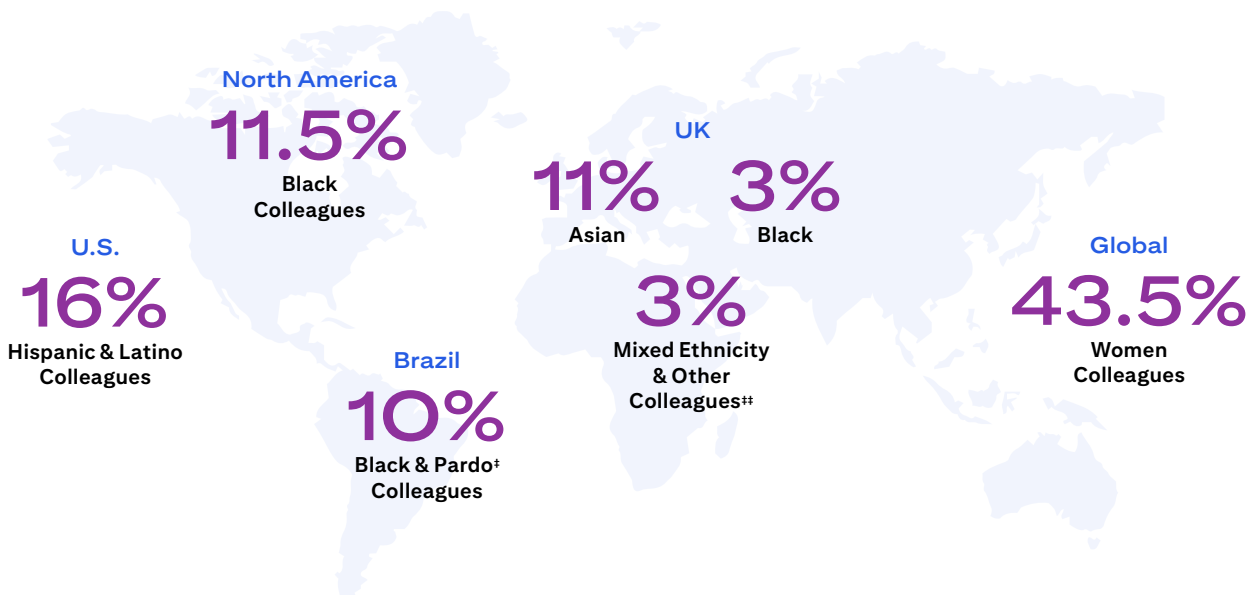 North America
11.5%
Black
Colleagues
U.S.
16%
Hispanic & Latino
Colleagues
Brazil
10%
Black & Pardo‡
Colleagues
UK
11%
Asian
3%
Black
3%
Mixed Ethnicity
& Other
Colleagues‡‡
Global
43.5%
Women
Colleagues